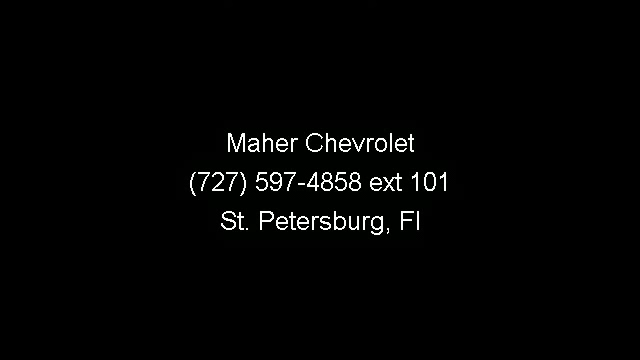 Maher Chevrolet
(727) 597-4858 ext 101
St. Petersburg, Fl